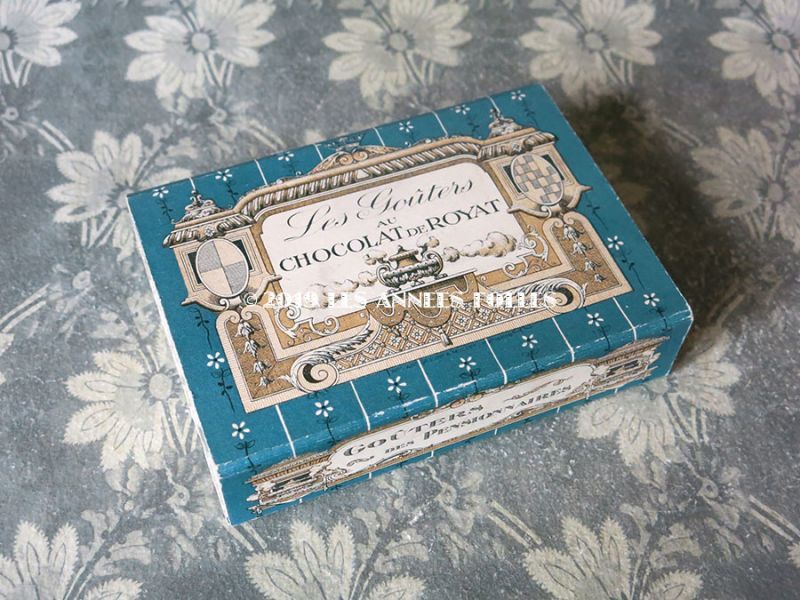 Les Goûters
AU
CHOCOLAT DE ROYAT
© 2019 LES ANNEES FOLLES
GOUTERS
DES PENSIONNAIRES